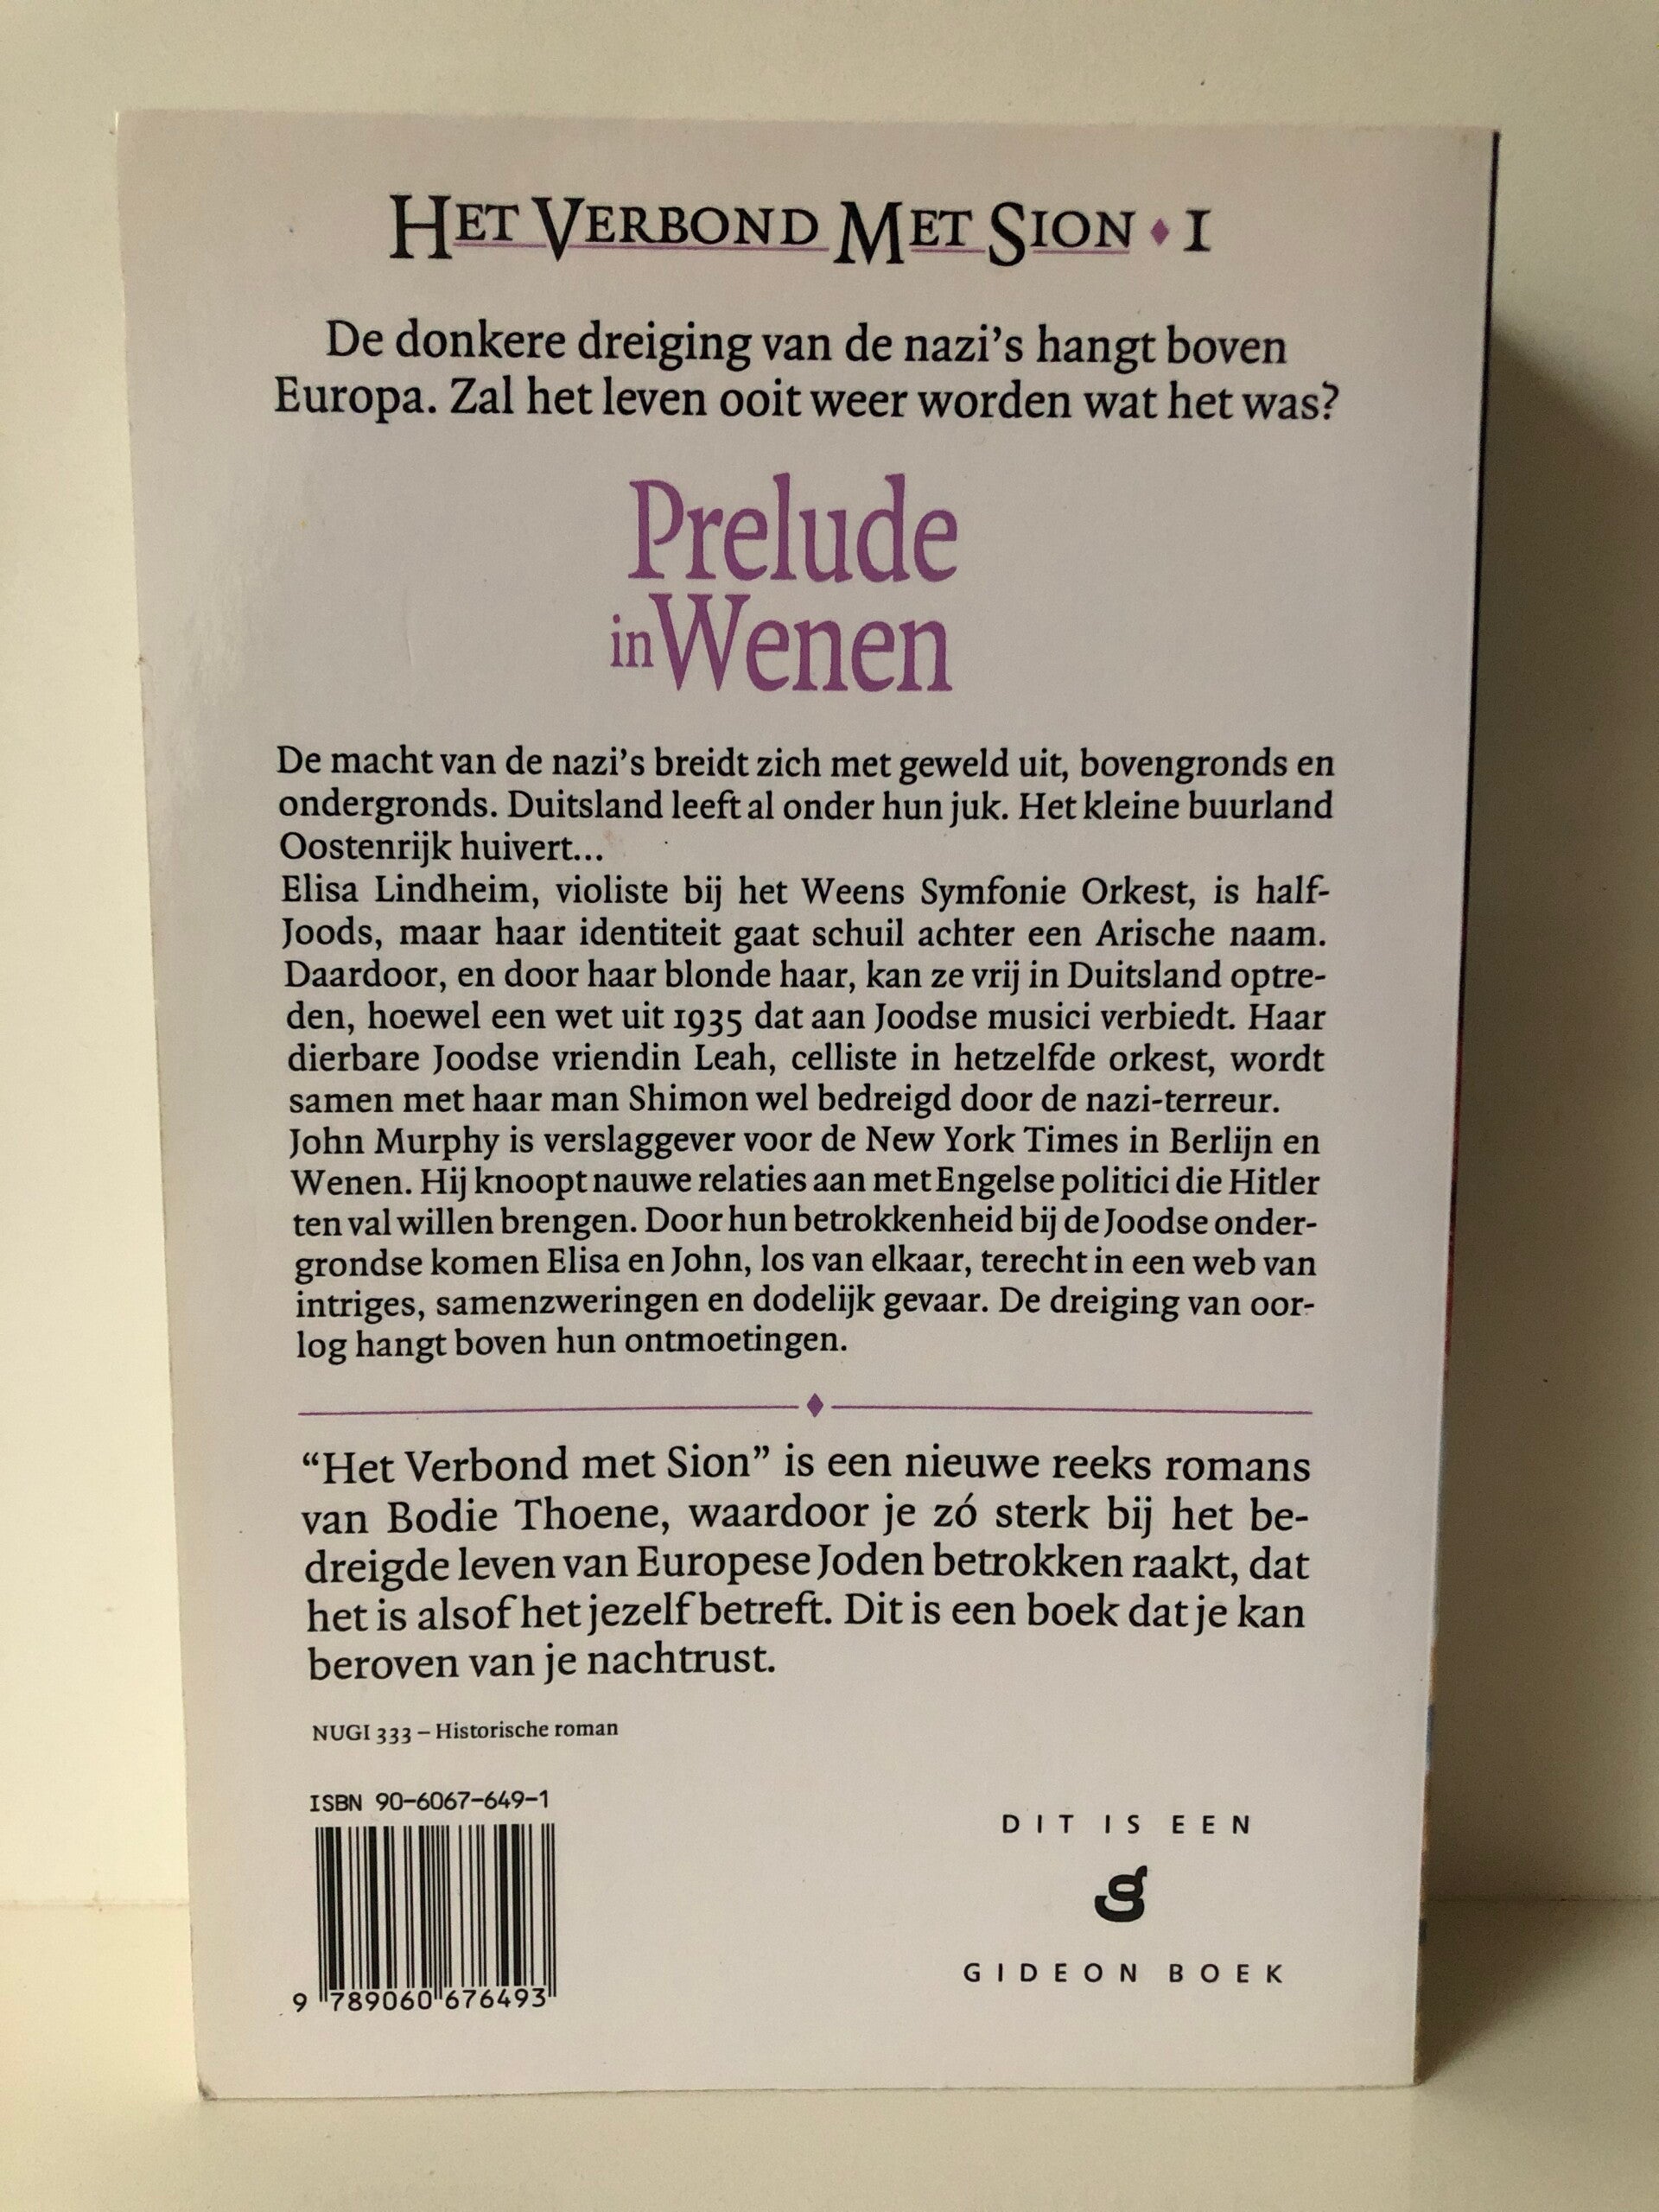 HET VERBOND MET SION ♦ I
De donkere dreiging van de nazi's hangt boven
Europa. Zal het leven ooit weer worden wat het was?
Prelude
in Wenen
De macht van de nazi's breidt zich met geweld uit, bovengronds en
ondergronds. Duitsland leeft al onder hun juk. Het kleine buurland
Oostenrijk huivert...
Elisa Lindheim, violiste bij het Weens Symfonie Orkest, is half-
Joods, maar haar identiteit gaat schuil achter een Arische naam.
Daardoor, en door haar blonde haar, kan ze vrij in Duitsland optre-
den, hoewel een wet uit 1935 dat aan Joodse musici verbiedt. Haar
dierbare Joodse vriendin Leah, celliste in hetzelfde orkest, wordt
samen met haar man Shimon wel bedreigd door de nazi-terreur.
John Murphy is verslaggever voor de New York Times in Berlijn en
Wenen. Hij knoopt nauwe relaties aan met Engelse politici die Hitler
ten val willen brengen. Door hun betrokkenheid bij de Joodse onder-
grondse komen Elisa en John, los van elkaar, terecht in een web van
intriges, samenzweringen en dodelijk gevaar. De dreiging van oor-
log hangt boven hun ontmoetingen.
“Het Verbond met Sion” is een nieuwe reeks romans
van Bodie Thoene, waardoor je zó sterk bij het be-
dreigde leven van Europese Joden betrokken raakt, dat
het is alsof het jezelf betreft. Dit is een boek dat je kan
beroven van je nachtrust.
NUGI 333 – Historische roman
ISBN 90-6067-649-1
9 789060 676493
DIT IS EEN
g
GIDEON BOEK